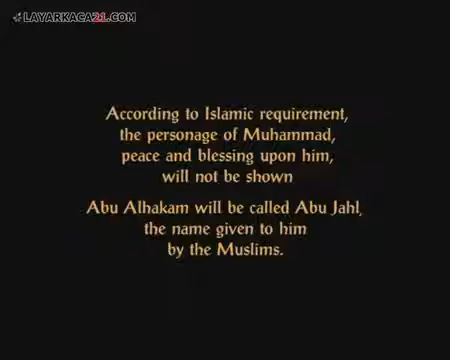 LAYARKACA21.COM
According to Islamic requirement,
the personage of Muhammad,
peace and blessing upon him,
will not be shown
Abu Alhakam will be called Abu Jahl,
the name given to him
by the Muslims.